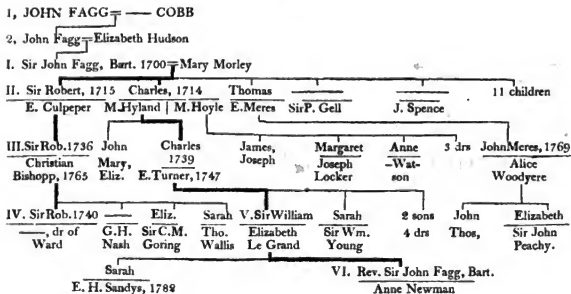 1, JOHN FAGG= — COBB
2, John Fagg=Elizabeth Hudson
I. Sir John Fagg, Bart. 1700=Mary Morley
II. Sir Robert, 1715 Charles, 1714 Thomas — — 11 children
E. Culpeper M.Hyland | M.Hoyle E.Meres Sir P. Gell J. Spence
III. Sir Rob. 1736 John Charles James, Margaret Anne 3 drs John Meres, 1769
Christian Mary, 1739 Joseph Joseph —Wat- Alice
Bishopp, 1765 Eliz. E.Turner, 1747 Locker son Woodyere
IV. Sir Rob. 1740 — Eliz. Sarah V. Sir William Sarah 2 sons John Elizabeth
—, dr of G.H. Sir C.M. Tho. Elizabeth Sir Wm. 4 drs Thos, Sir John
Ward Nash Goring Wallis Le Grand Young Peachy.
Sarah VI. Rev. Sir John Fagg, Bart.
E. H. Sandys, 1782 Anne Newman